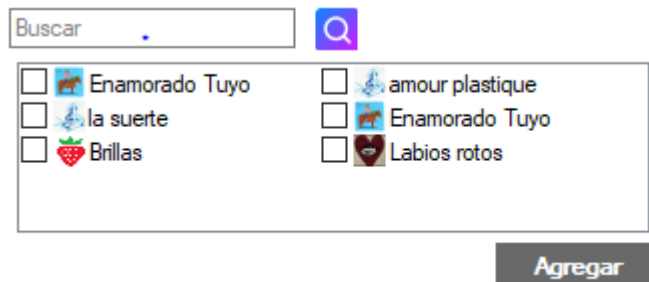 Buscar
Enamorado Tuyo amour plastique
la suerte Enamorado Tuyo
Brillas Labios rotos
Agregar